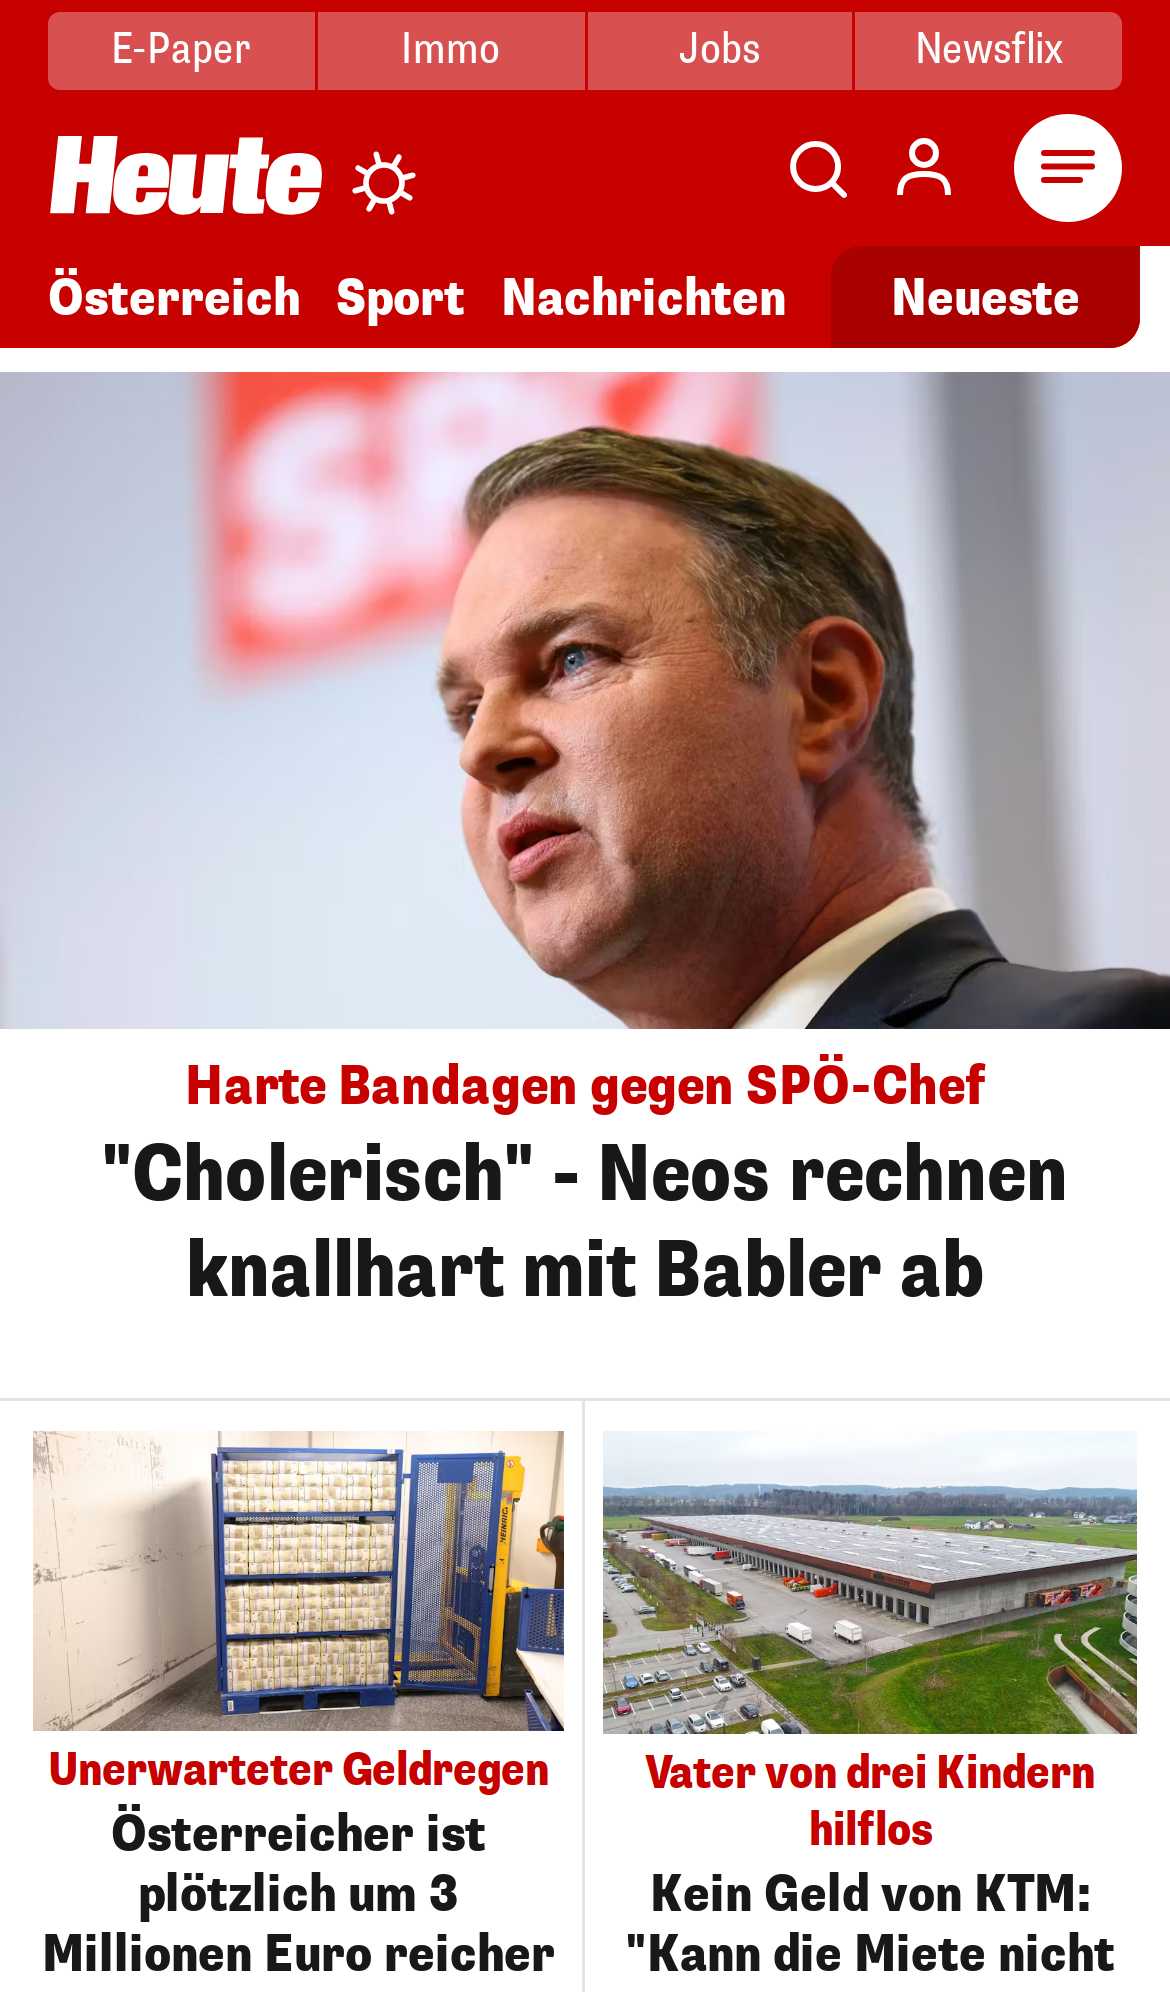 E-Paper
Immo
Jobs
Newsflix
Heute
Österreich
Sport
Nachrichten
Neueste
SPÖ
Harte Bandagen gegen SPÖ-Chef
"Cholerisch" - Neos rechnen
knallhart mit Babler ab
Unerwarteter Geldregen
Österreicher ist
plötzlich um 3
Millionen Euro reicher
Vater von drei Kindern
hilflos
Kein Geld von KTM:
"Kann die Miete nicht